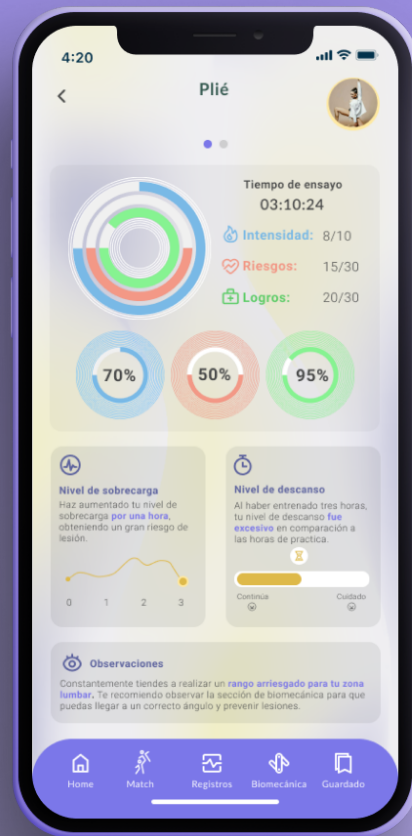 4:20
Plié
Tiempo de ensayo
03:10:24
Intensidad: 8/10
Riesgos: 15/30
Logros: 20/30
70%
50%
95%
Nivel de sobrecarga
Haz aumentado tu nivel de
sobrecarga por una hora,
obteniendo un gran riesgo de
lesión.
0 1 2 3
Nivel de descanso
Al haber entrenado tres horas,
tu nivel de descanso fue
excesivo en comparación a
las horas de practica.
Continúa Cuidado
Observaciones
Constantemente tiendes a realizar un rango arriesgado para tu zona
lumbar. Te recomiendo observar la sección de biomecánica para que
puedas llegar a un correcto ángulo y prevenir lesiones.
Home Match Registros Biomecánica Guardado